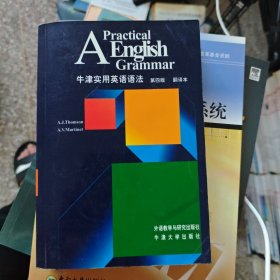 A Practical
English
Grammar
牛津实用英语语法 第四版 翻译本
A.J.Thomson
A.V.Martinet
外语教学与研究出版社
牛津大学出版社
系统